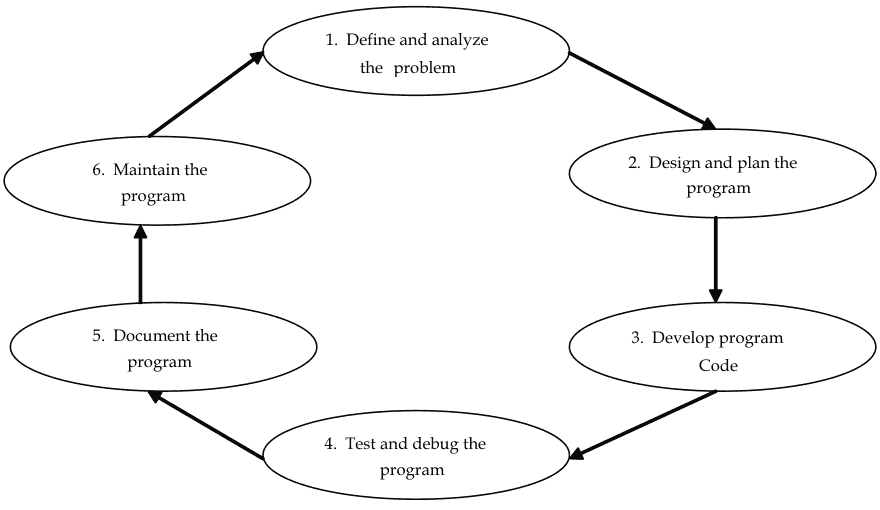 1. Define and analyze
the problem
2. Design and plan the
program
3. Develop program
Code
4. Test and debug the
program
5. Document the
program
6. Maintain the
program